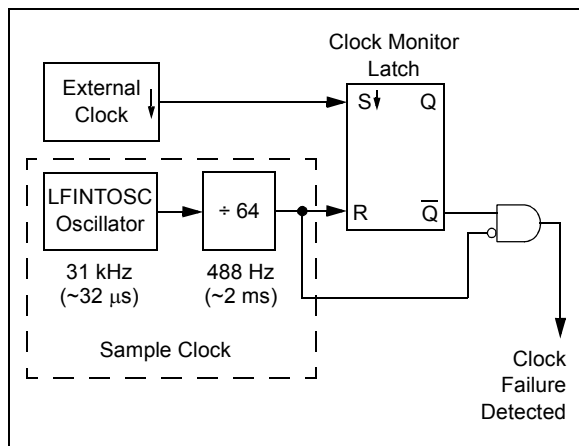 Clock Monitor
Latch
External
Clock
S
Q
LFINTOSC
Oscillator
÷ 64
R
Q̅
31 kHz
(~32 μs)
488 Hz
(~2 ms)
Sample Clock
Clock
Failure
Detected